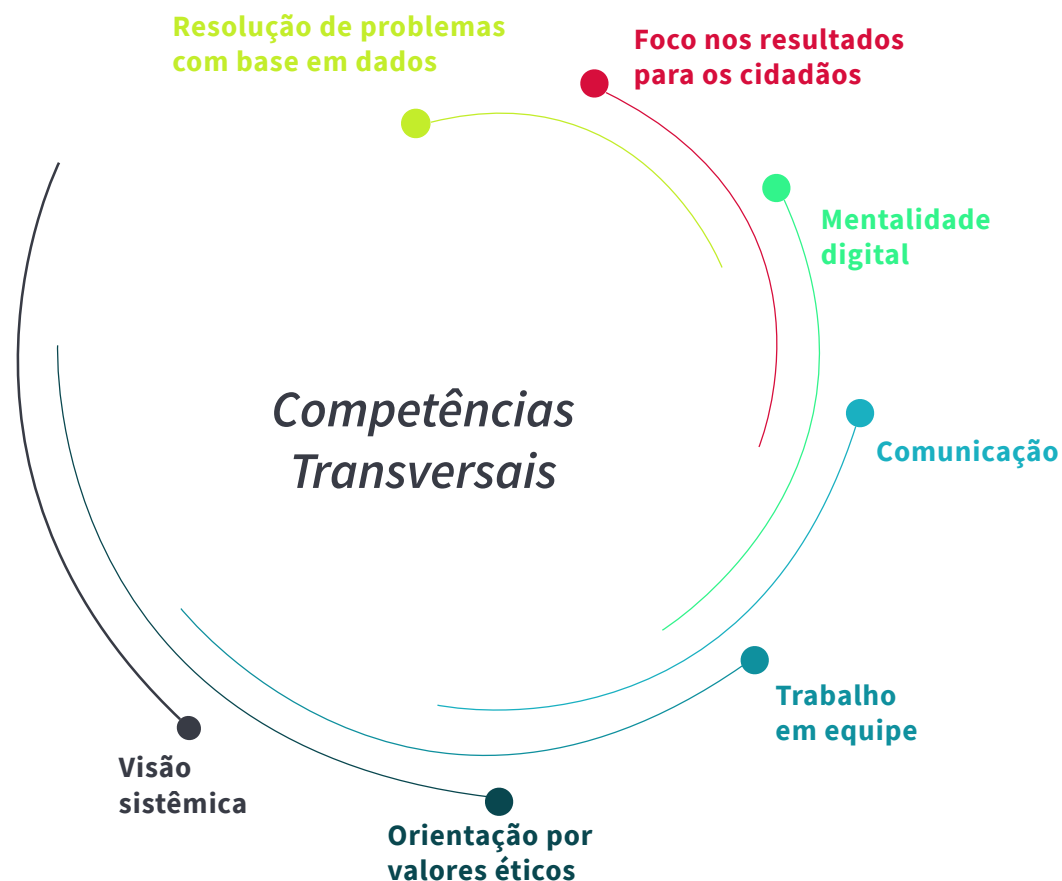 Resolução de problemas
com base em dados
Foco nos resultados
para os cidadãos
Mentalidade
digital
Competências
Transversais
Comunicação
Trabalho
em equipe
Visão
sistêmica
Orientação por
valores éticos